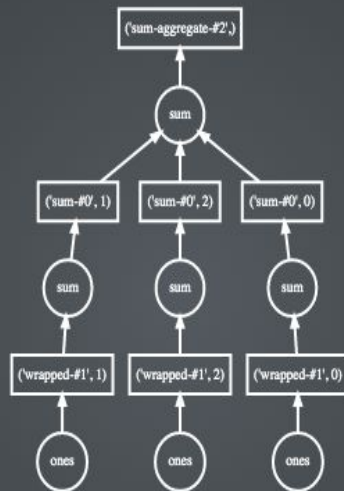 ('sum-aggregate-#2',)
sum
('sum-#0', 1) ('sum-#0', 2) ('sum-#0', 0)
sum sum sum
('wrapped-#1', 1) ('wrapped-#1', 2) ('wrapped-#1', 0)
ones ones ones